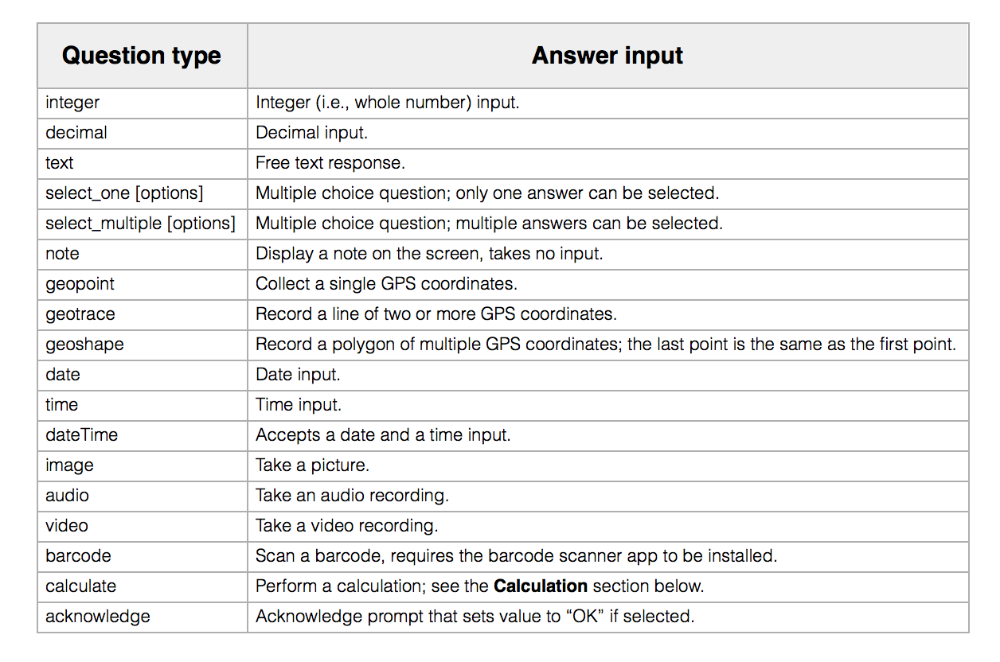 Question type Answer input
integer Integer (i.e., whole number) input.
decimal Decimal input.
text Free text response.
select_one [options] Multiple choice question; only one answer can be selected.
select_multiple [options] Multiple choice question; multiple answers can be selected.
note Display a note on the screen, takes no input.
geopoint Collect a single GPS coordinates.
geotrace Record a line of two or more GPS coordinates.
geoshape Record a polygon of multiple GPS coordinates; the last point is the same as the first point.
date Date input.
time Time input.
dateTime Accepts a date and a time input.
image Take a picture.
audio Take an audio recording.
video Take a video recording.
barcode Scan a barcode, requires the barcode scanner app to be installed.
calculate Perform a calculation; see the Calculation section below.
acknowledge Acknowledge prompt that sets value to “OK” if selected.